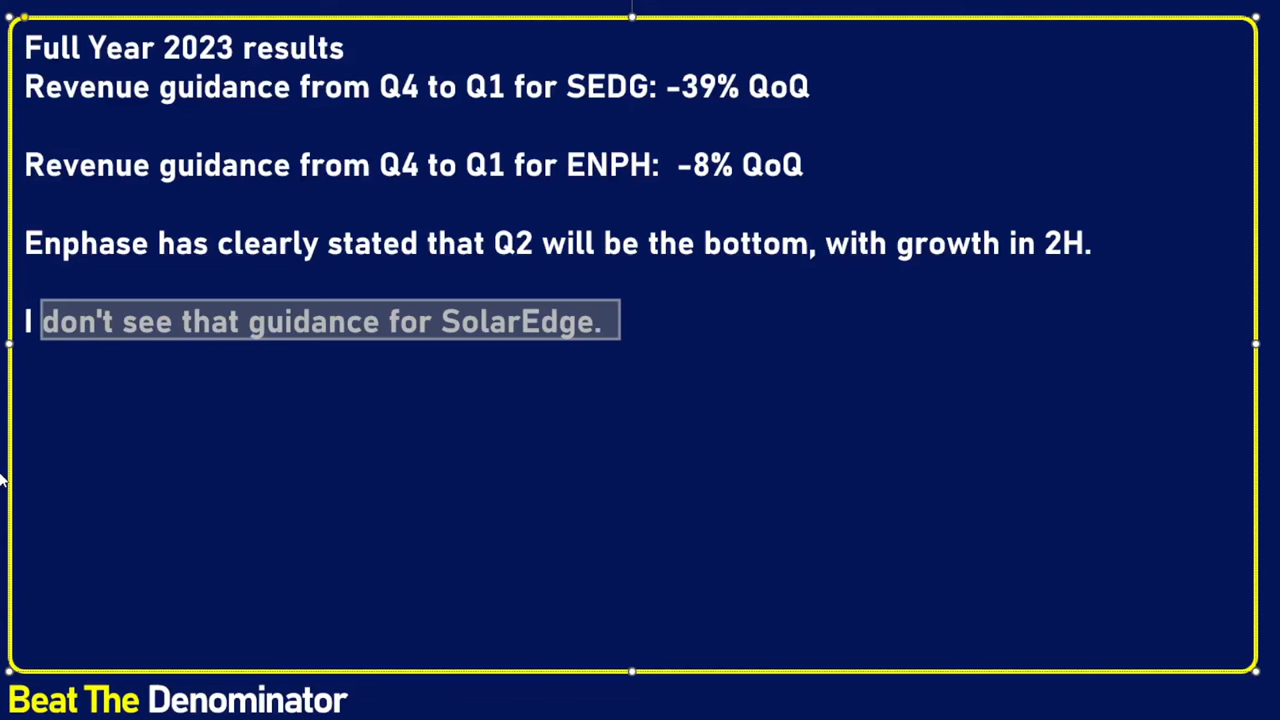 Full Year 2023 results
Revenue guidance from Q4 to Q1 for SEDG: -39% QoQ
Revenue guidance from Q4 to Q1 for ENPH:  -8% QoQ
Enphase has clearly stated that Q2 will be the bottom, with growth in 2H.
I don't see that guidance for SolarEdge.
Beat The Denominator